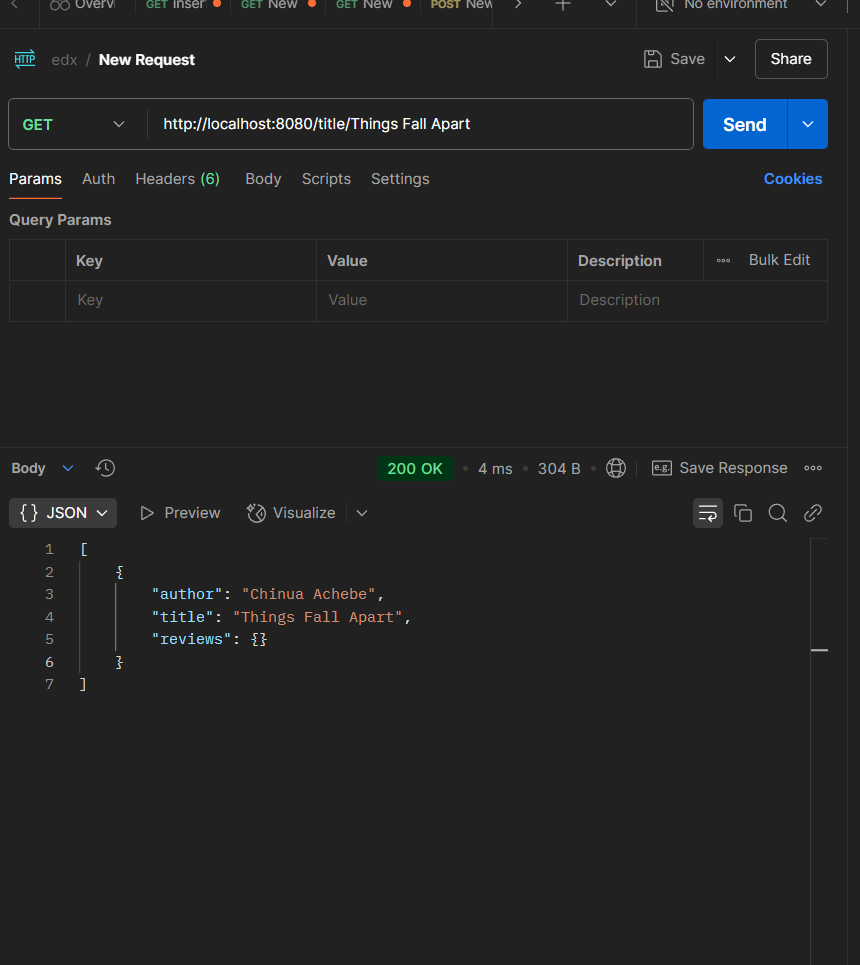 Overvi GET Inser GET New GET New POST New No environment
HTTP edx / New Request Save Share
GET http://localhost:8080/title/Things Fall Apart Send
Params Auth Headers (6) Body Scripts Settings Cookies
Query Params
Key Value Description Bulk Edit
Key Value Description
Body 200 OK 4 ms 304 B e.g. Save Response
{} JSON Preview Visualize
1 [
2 {
3 "author": "Chinua Achebe",
4 "title": "Things Fall Apart",
5 "reviews": {}
6 }
7 ]